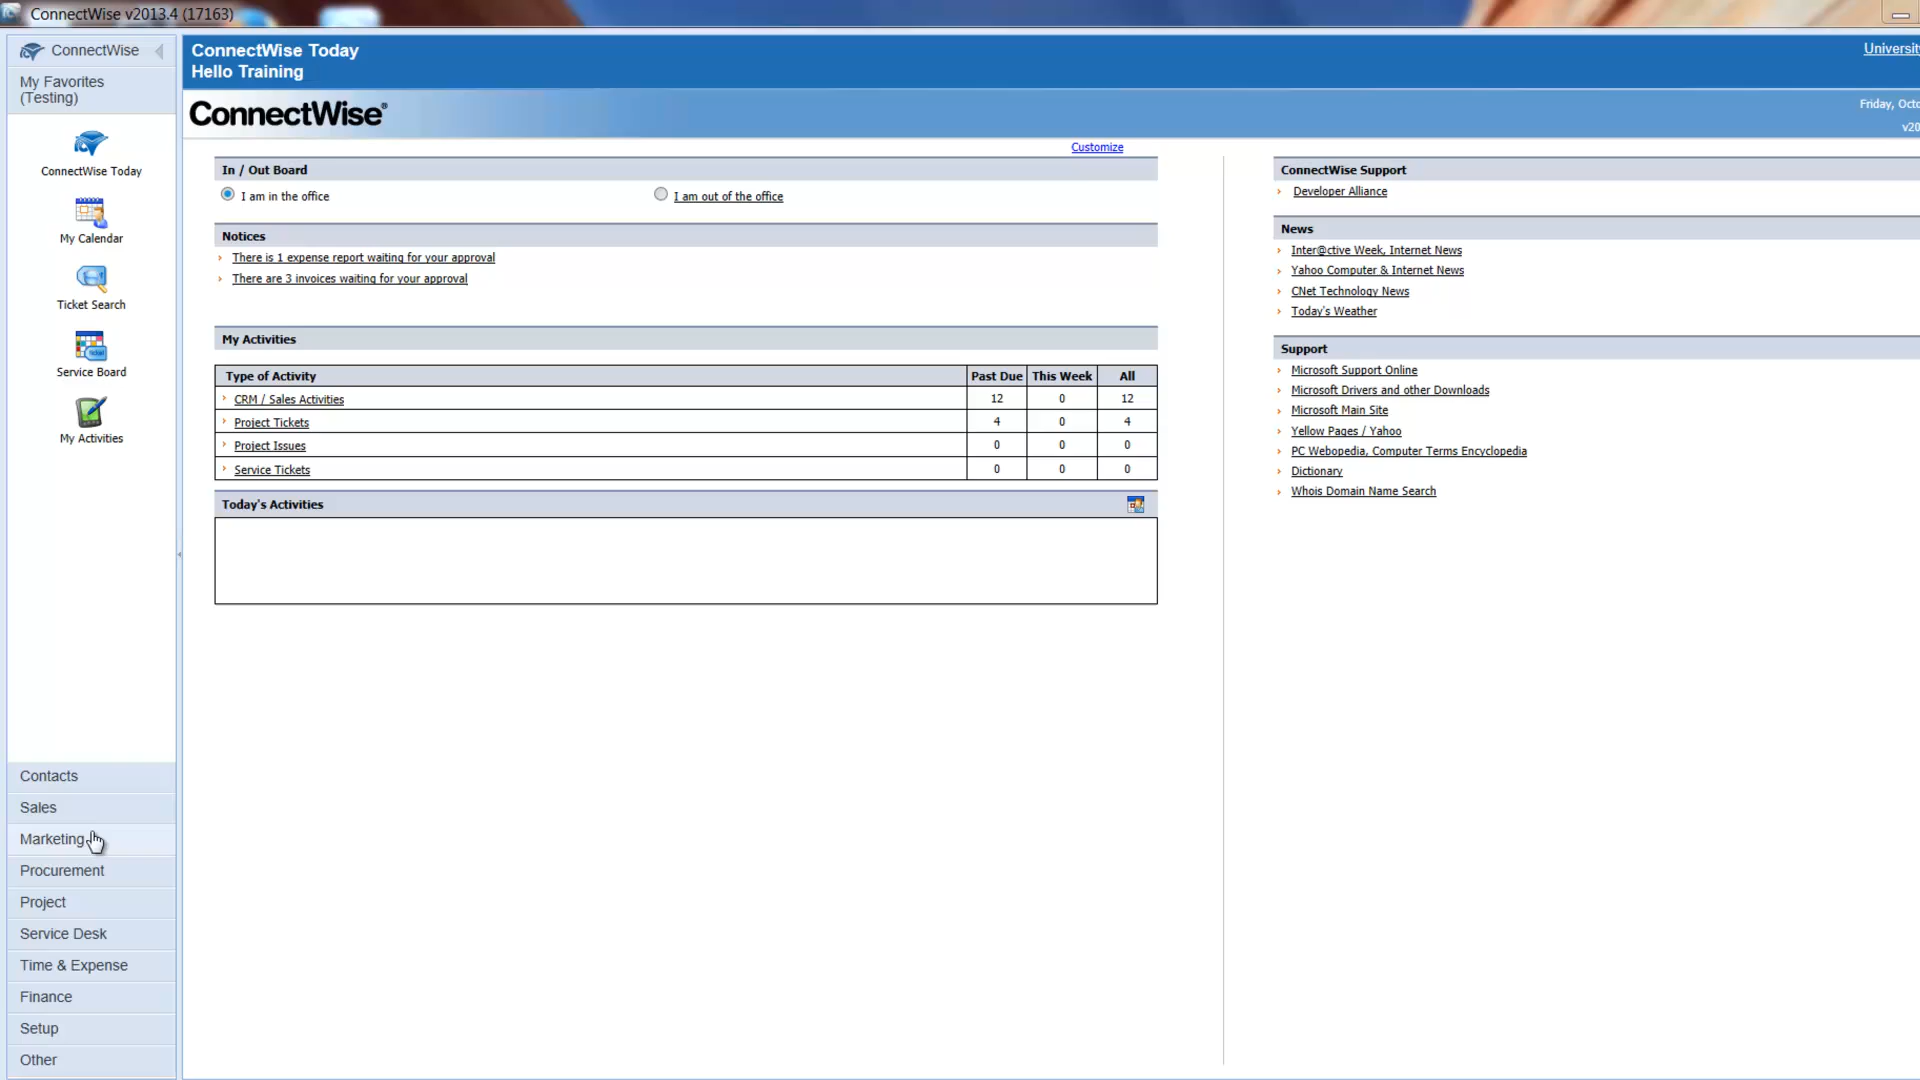 ConnectWise v2013.4 (17163)
ConnectWise
My Favorites
(Testing)
ConnectWise Today
My Calendar
Ticket Search
Service Board
My Activities
Contacts
Sales
Marketing
Procurement
Project
Service Desk
Time & Expense
Finance
Setup
Other
ConnectWise Today
Hello Training
University
ConnectWise®
Friday, Octo
v20
Customize
In / Out Board
I am in the office
I am out of the office
Notices
There is 1 expense report waiting for your approval
There are 3 invoices waiting for your approval
My Activities
Type of Activity Past Due This Week All
CRM / Sales Activities 12 0 12
Project Tickets 4 0 4
Project Issues 0 0 0
Service Tickets 0 0 0
Today's Activities
ConnectWise Support
Developer Alliance
News
Inter@ctive Week, Internet News
Yahoo Computer & Internet News
CNet Technology News
Today's Weather
Support
Microsoft Support Online
Microsoft Drivers and other Downloads
Microsoft Main Site
Yellow Pages / Yahoo
PC Webopedia, Computer Terms Encyclopedia
Dictionary
Whois Domain Name Search